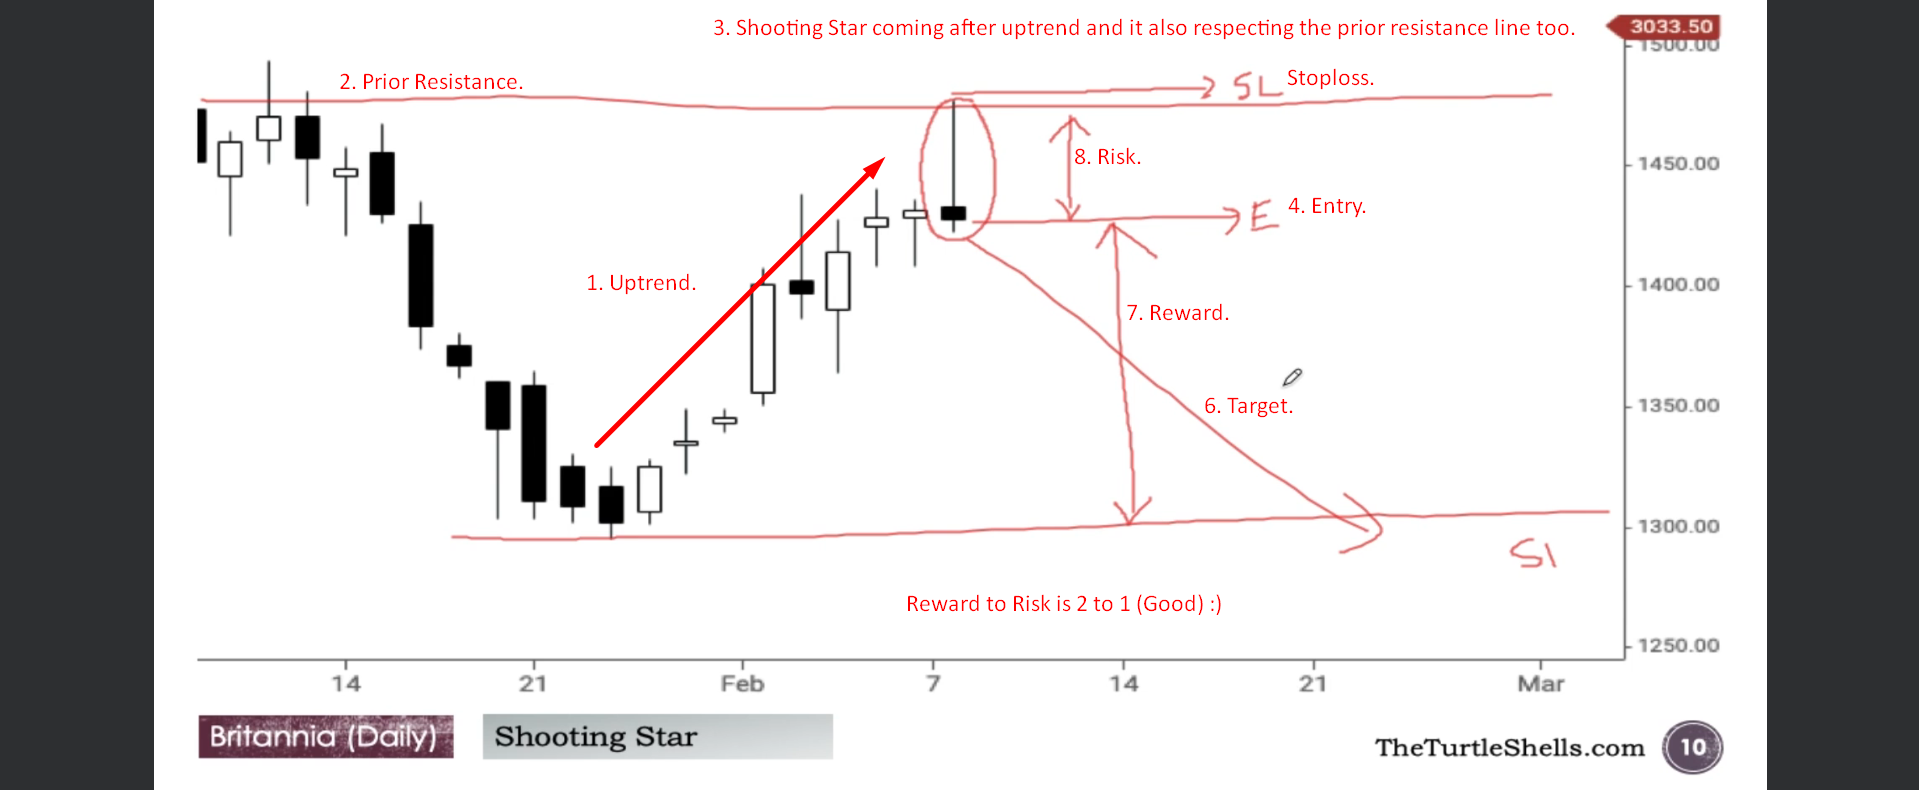 3. Shooting Star coming after uptrend and it also respecting the prior resistance line too.
3033.50
1500.00
2. Prior Resistance.
SL Stoploss.
8. Risk.
1450.00
E 4. Entry.
1. Uptrend.
1400.00
7. Reward.
6. Target.
1350.00
1300.00
S1
Reward to Risk is 2 to 1 (Good) :)
1250.00
14 21 Feb 7 14 21 Mar
Britannia (Daily) Shooting Star
TheTurtleShells.com 10